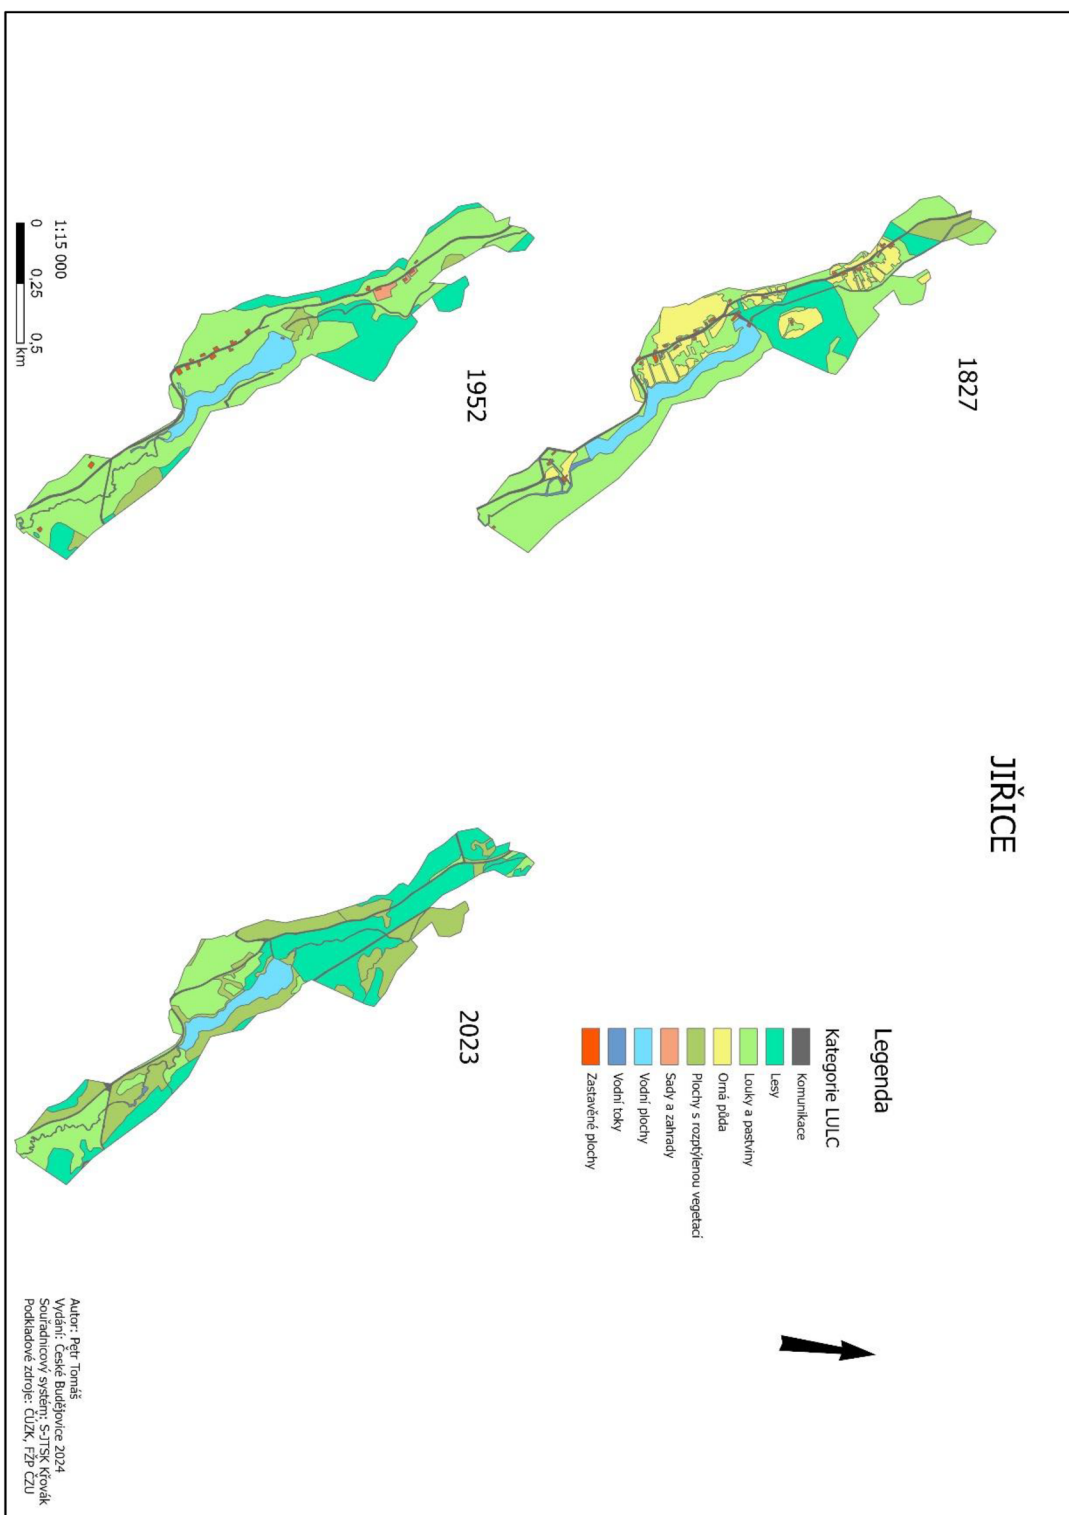 JIŘICE
1827
1952
2023
Legenda
Kategorie LULC
Komunikace
Lesy
Louky a pastviny
Orná půda
Plochy s rozptýlenou vegetací
Sady a zahrady
Vodní plochy
Vodní toky
Zastavěné plochy
1:15 000
0 0,25 0,5
km
Autor: Petr Tomáš
Vydání: České Budějovice 2024
Souřadnicový systém: S-JTSK Křovák
Podkladové zdroje: ČÚZK, FŽP ČZU